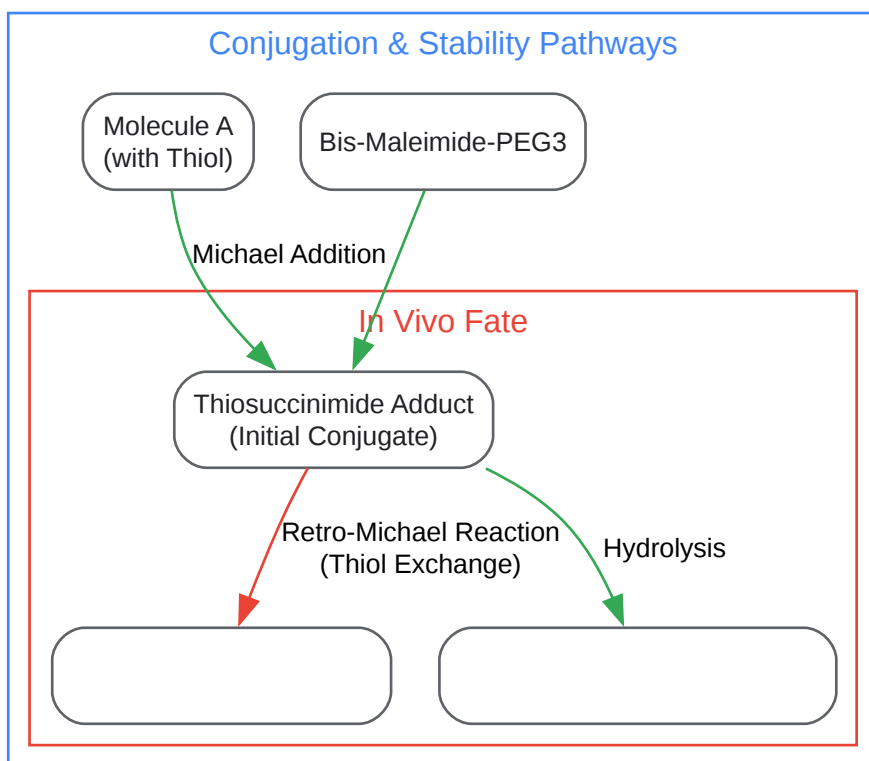 Conjugation & Stability Pathways
Molecule A
(with Thiol)
Bis-Maleimide-PEG3
Michael Addition
In Vivo Fate
Thiosuccinimide Adduct
(Initial Conjugate)
Retro-Michael Reaction
(Thiol Exchange)
Hydrolysis